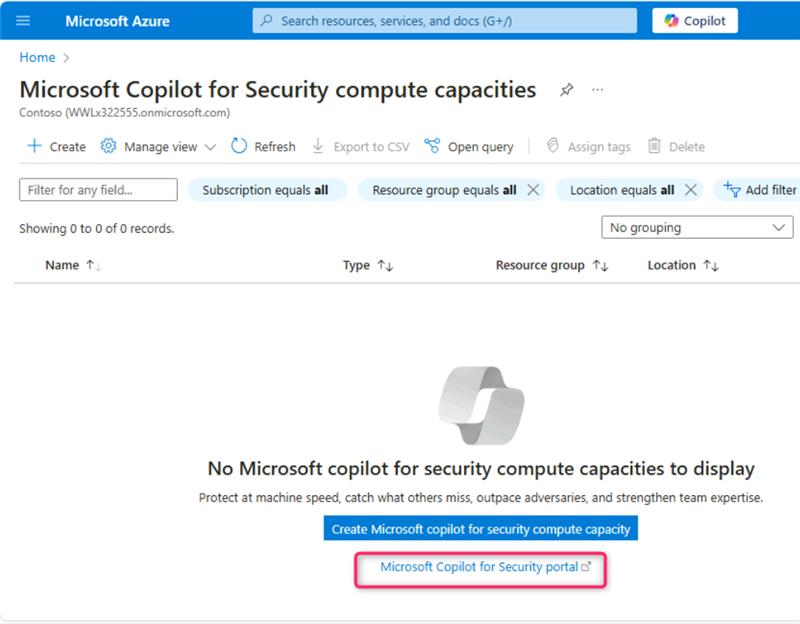 Microsoft Azure Search resources, services, and docs (G+/) Copilot
Home >
Microsoft Copilot for Security compute capacities ...
Contoso (WWLx322555.onmicrosoft.com)
+ Create Manage view Refresh Export to CSV Open query Assign tags Delete
Filter for any field... Subscription equals all Resource group equals all Location equals all Add filter
Showing 0 to 0 of 0 records. No grouping
Name Type Resource group Location
No Microsoft copilot for security compute capacities to display
Protect at machine speed, catch what others miss, outpace adversaries, and strengthen team expertise.
Create Microsoft copilot for security compute capacity
Microsoft Copilot for Security portal